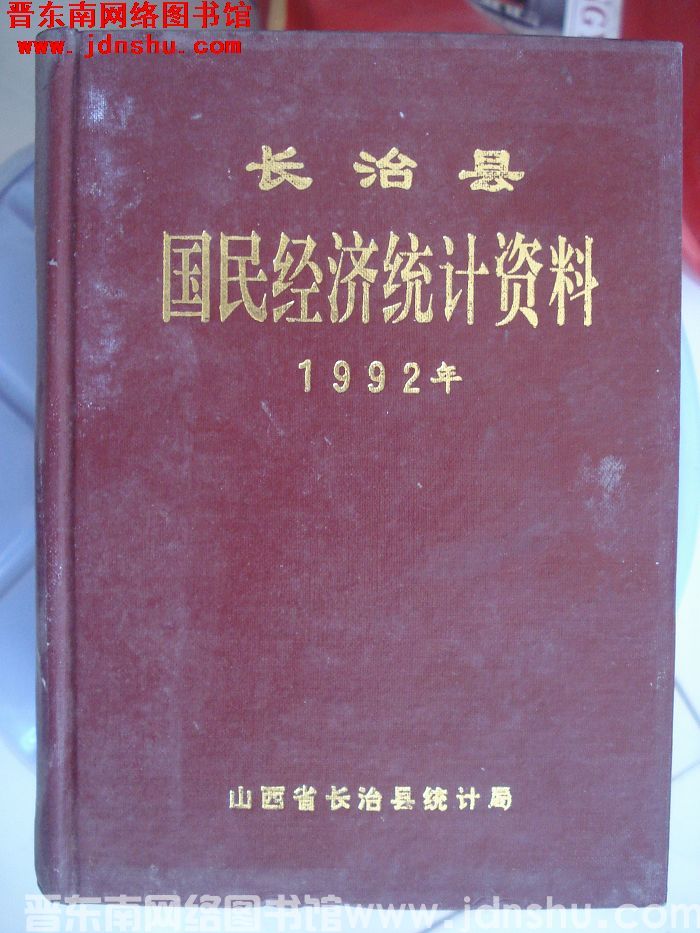 晋东南网络图书馆
www.jdnshu.com
长治县
国民经济统计资料
1992年
山西省长治县统计局
晋东南网络图书馆www.jdnshu.com